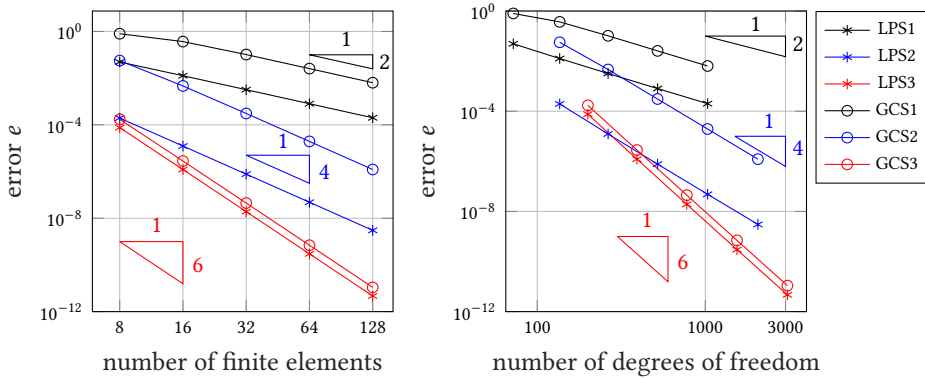 error e
10^0
10^-4
10^-8
10^-12
8
16
32
64
128
1
2
1
4
1
6
number of finite elements
error e
10^0
10^-4
10^-8
10^-12
100
1000
3000
1
2
1
4
1
6
number of degrees of freedom
LPS1
LPS2
LPS3
GCS1
GCS2
GCS3